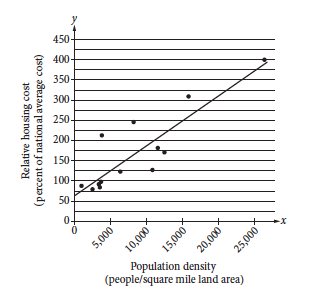 y
Relative housing cost
(percent of national average cost)
450
400
350
300
250
200
150
100
50
0
x
0
5,000
10,000
15,000
20,000
25,000
Population density
(people/square mile land area)